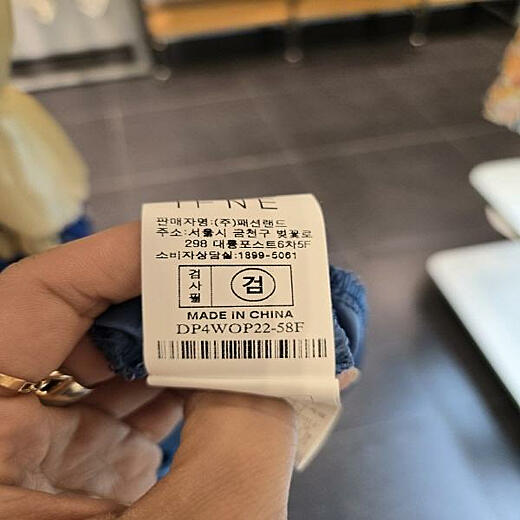 판매자명:(주)패션랜드
주소:서울시 금천구 벚꽃로
298 대륭포스트6차5F
소비자상담실:1899-5061
검사필
검
MADE IN CHINA
DP4WOP22-58F